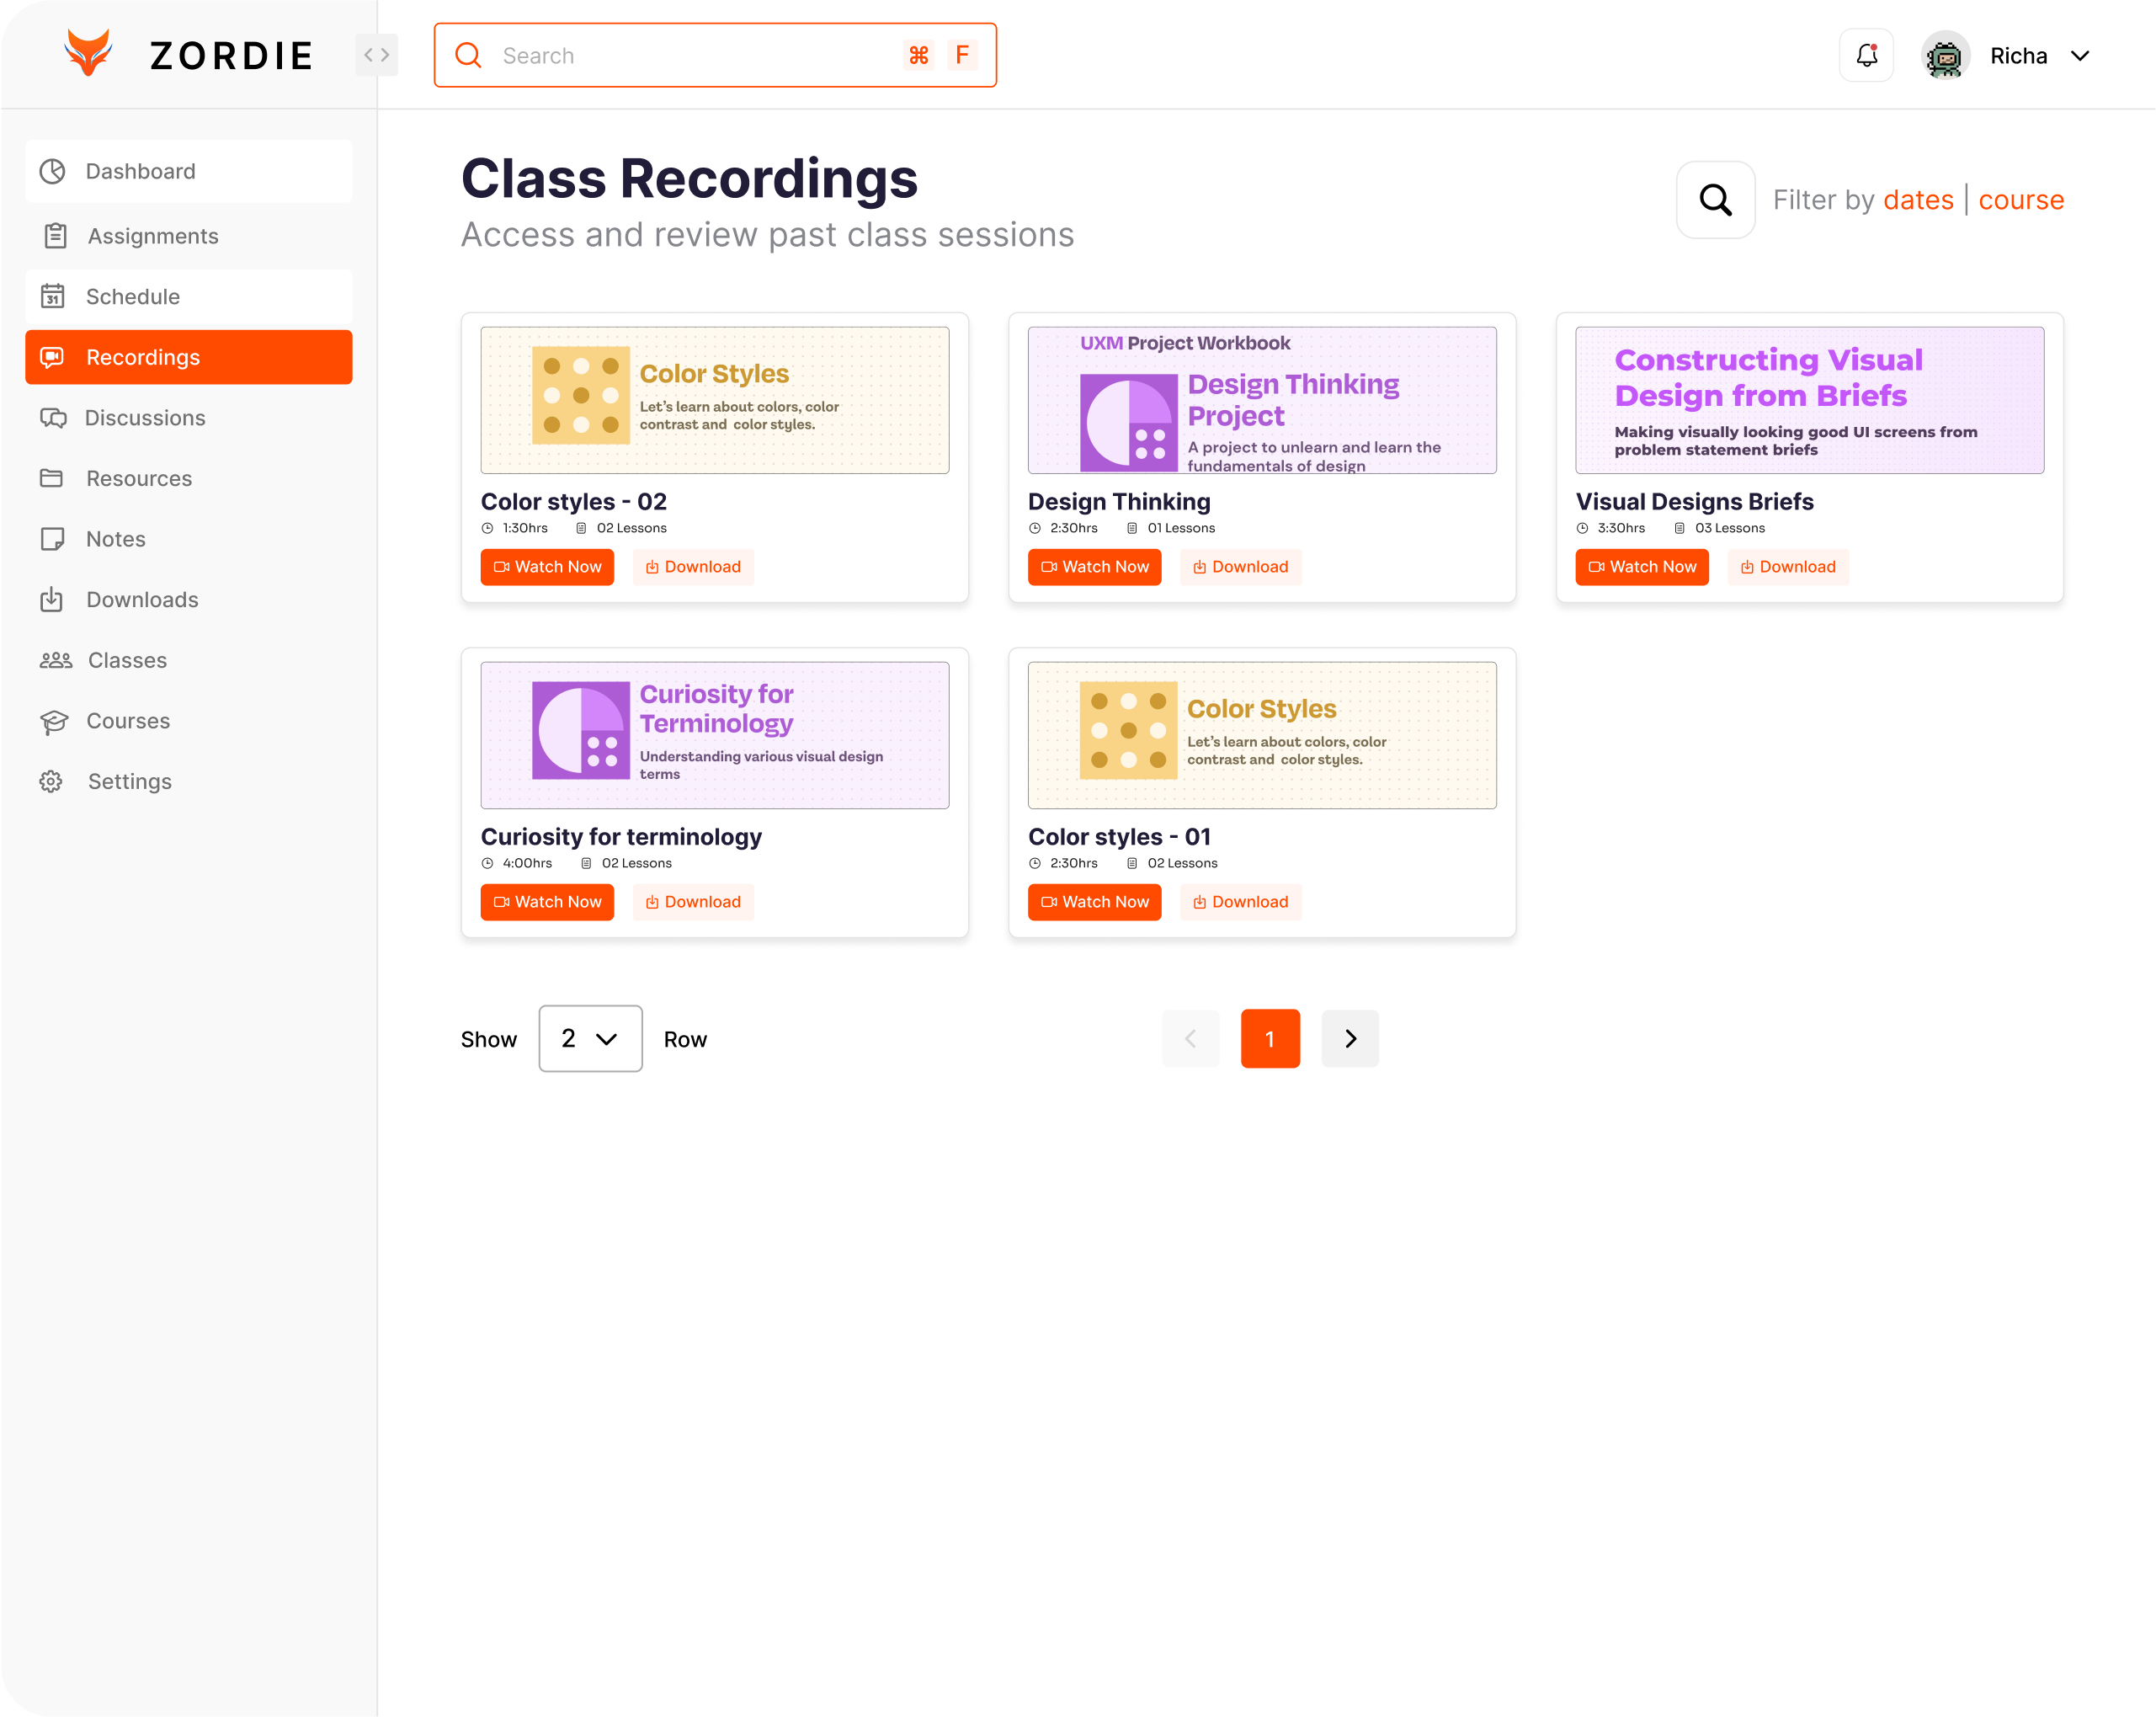 ZORDIE
Search
⌘ F
Richa
Dashboard
Assignments
31
Schedule
Recordings
Discussions
Resources
Notes
Downloads
Classes
Courses
Settings
Class Recordings
Access and review past class sessions
Filter by dates | course
Color Styles
Let's learn about colors, color
contrast and color styles.
Color styles - 02
1:30hrs 02 Lessons
Watch Now Download
UXM Project Workbook
Design Thinking
Project
A project to unlearn and learn the
fundamentals of design
Design Thinking
2:30hrs 01 Lessons
Watch Now Download
Constructing Visual
Design from Briefs
Making visually looking good UI screens from
problem statement briefs
Visual Designs Briefs
3:30hrs 03 Lessons
Watch Now Download
Curiosity for
Terminology
Understanding various visual design
terms
Curiosity for terminology
4:00hrs 02 Lessons
Watch Now Download
Color Styles
Let's learn about colors, color
contrast and color styles.
Color styles - 01
2:30hrs 02 Lessons
Watch Now Download
Show 2 Row
1